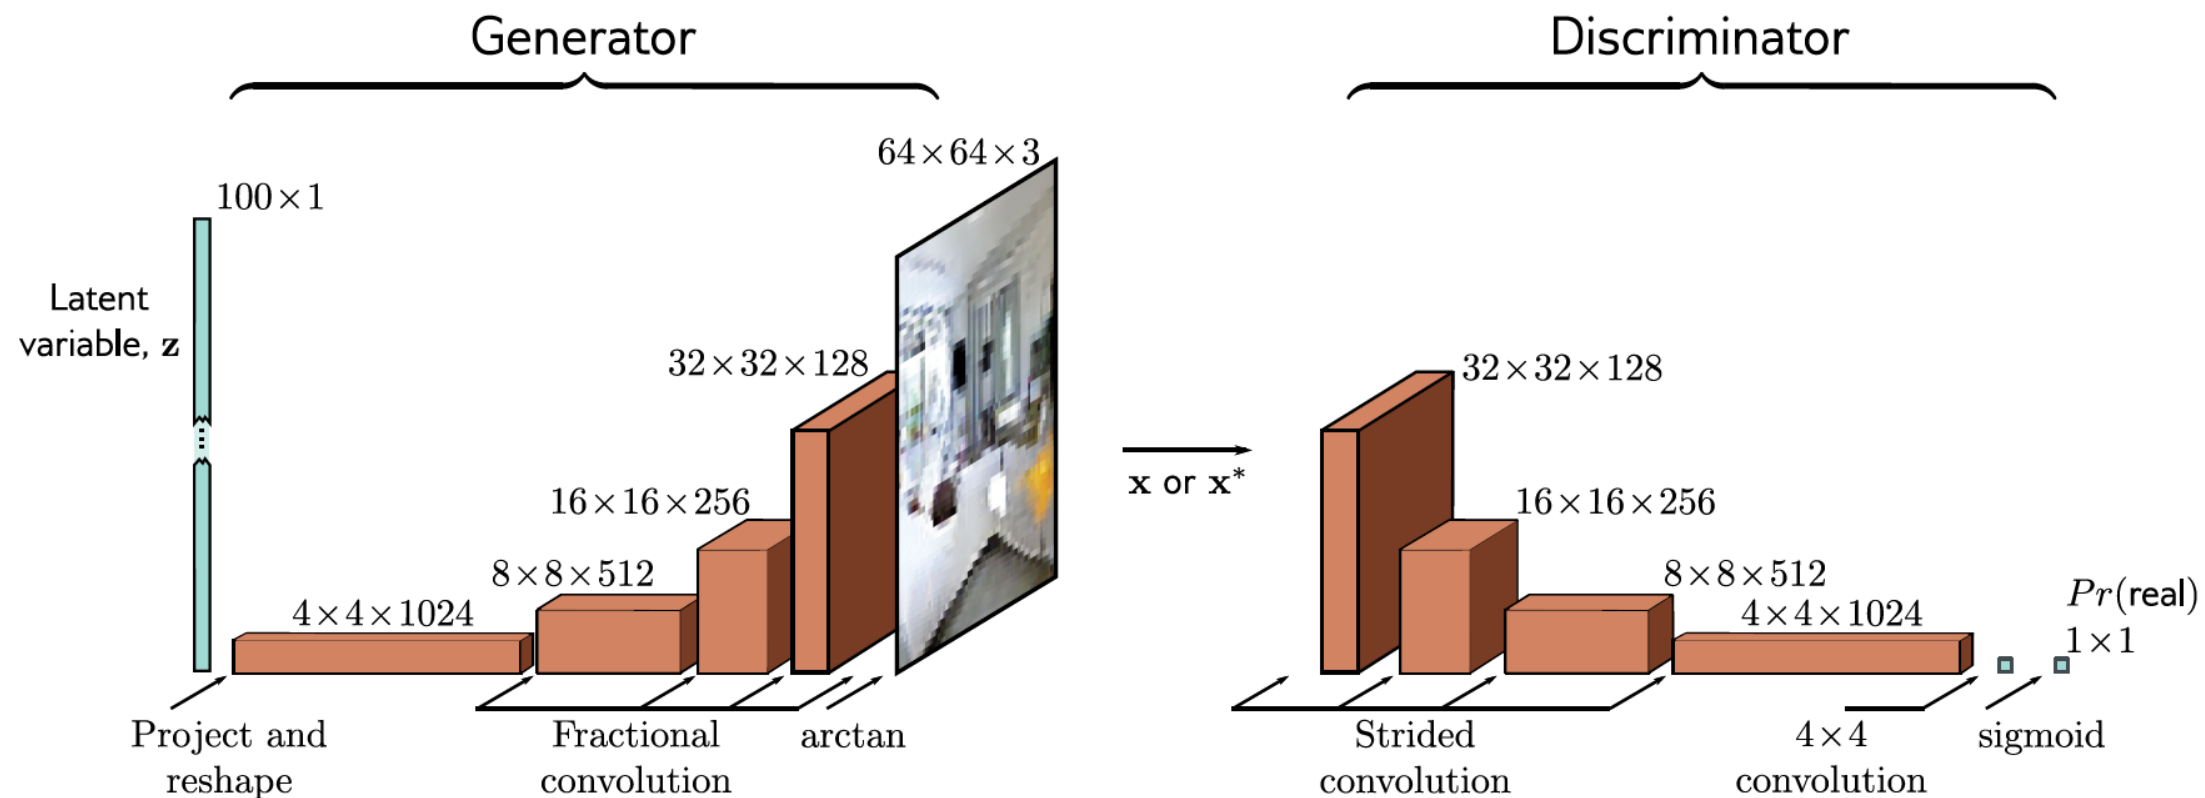 Generator
Discriminator
64×64×3
100×1
Latent
variable, z
32×32×128
16×16×256
8×8×512
4×4×1024
Project and
reshape
Fractional
convolution
arctan
x or x*
32×32×128
16×16×256
8×8×512
4×4×1024
Pr(real)
1×1
Strided
convolution
4×4
convolution
sigmoid